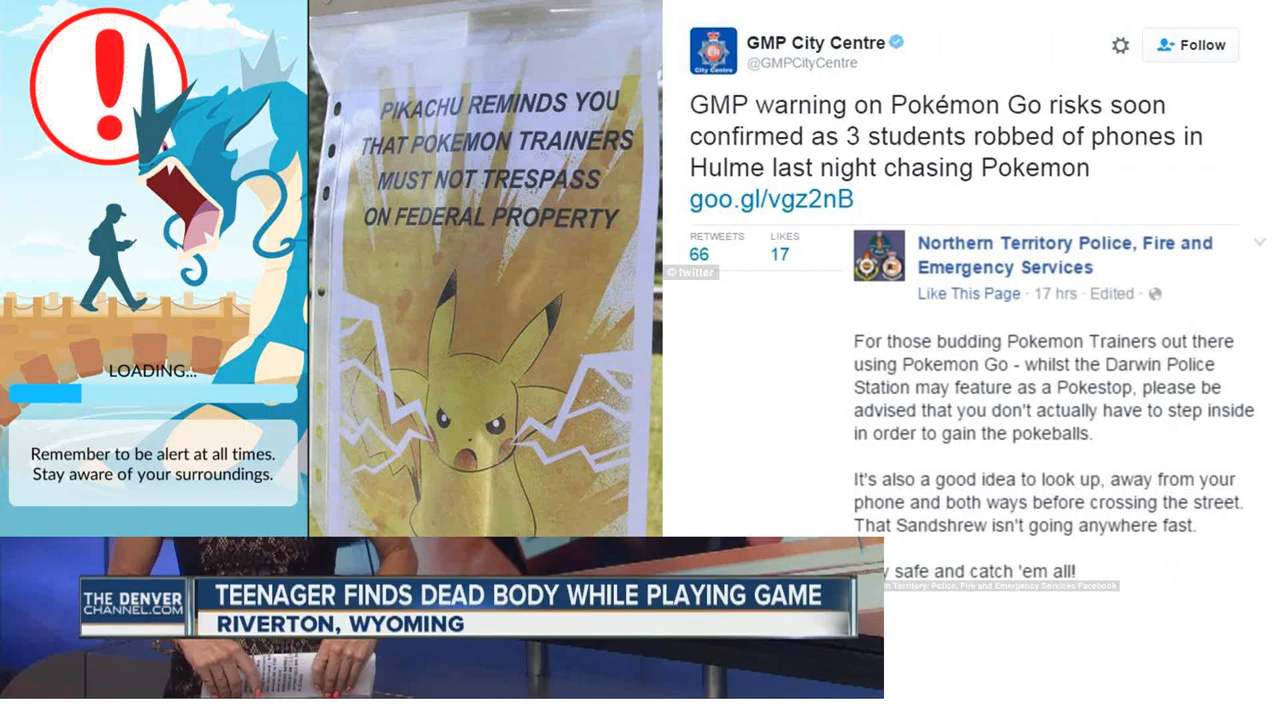 LOADING...
Remember to be alert at all times.
Stay aware of your surroundings.
PIKACHU REMINDS YOU
THAT POKEMON TRAINERS
MUST NOT TRESPASS
ON FEDERAL PROPERTY
GMP City Centre
@GMPCityCentre
Follow
GMP warning on Pokémon Go risks soon
confirmed as 3 students robbed of phones in
Hulme last night chasing Pokemon
goo.gl/vgz2nB
RETWEETS LIKES
66 17
© twitter
Northern Territory Police, Fire and
Emergency Services
Like This Page · 17 hrs · Edited ·
For those budding Pokemon Trainers out there
using Pokemon Go - whilst the Darwin Police
Station may feature as a Pokestop, please be
advised that you don't actually have to step inside
in order to gain the pokeballs.
It's also a good idea to look up, away from your
phone and both ways before crossing the street.
That Sandshrew isn't going anywhere fast.
y safe and catch 'em all!
n Territory: Police, Fire and Emergency Services Facebook
THE DENVER
CHANNEL.COM
TEENAGER FINDS DEAD BODY WHILE PLAYING GAME
RIVERTON, WYOMING